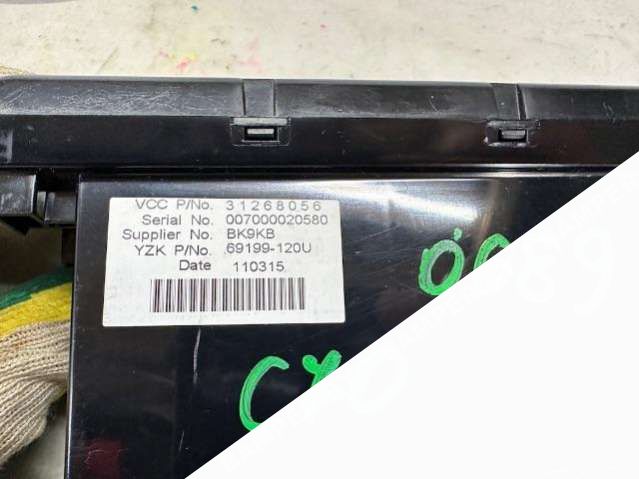 VCC P/No. 31268056
Serial No. 007000020580
Supplier No. BK9KB
YZK P/No. 69199-120U
Date 110315